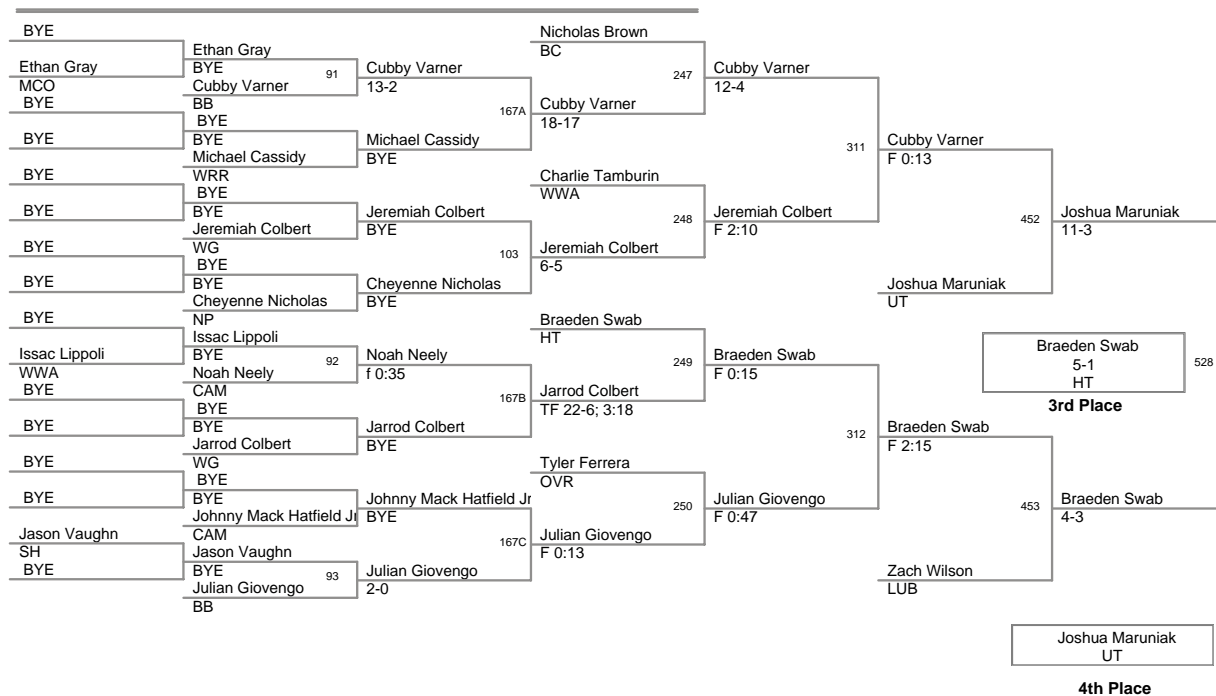 BYE
Ethan Gray
MCO
BYE
BYE
BYE
BYE
BYE
BYE
BYE
Issac Lippoli
WWA
BYE
BYE
BYE
BYE
Jason Vaughn
SH
BYE
Ethan Gray
BYE
91
Cubby Varner
BB
BYE
BYE
Michael Cassidy
WRR
BYE
BYE
Jeremiah Colbert
WG
BYE
BYE
Cheyenne Nicholas
NP
Issac Lippoli
BYE
92
Noah Neely
CAM
BYE
BYE
Jarrod Colbert
WG
BYE
BYE
Johnny Mack Hatfield Jr
CAM
Jason Vaughn
BYE
93
Julian Giovengo
BB
Cubby Varner
13-2
167A
Michael Cassidy
BYE
Jeremiah Colbert
BYE
103
Cheyenne Nicholas
BYE
Noah Neely
f 0:35
167B
Jarrod Colbert
BYE
Johnny Mack Hatfield Jr
BYE
167C
Julian Giovengo
2-0
Nicholas Brown
BC
247
Cubby Varner
18-17
Charlie Tamburin
WWA
248
Jeremiah Colbert
6-5
Braeden Swab
HT
249
Jarrod Colbert
TF 22-6; 3:18
Tyler Ferrera
OVR
250
Julian Giovengo
F 0:13
Cubby Varner
12-4
311
Jeremiah Colbert
F 2:10
Braeden Swab
F 0:15
312
Julian Giovengo
F 0:47
Cubby Varner
F 0:13
452
Joshua Maruniak
UT
Braeden Swab
F 2:15
453
Zach Wilson
LUB
Joshua Maruniak
11-3
Braeden Swab
5-1
HT
528
3rd Place
Braeden Swab
4-3
Joshua Maruniak
UT
4th Place